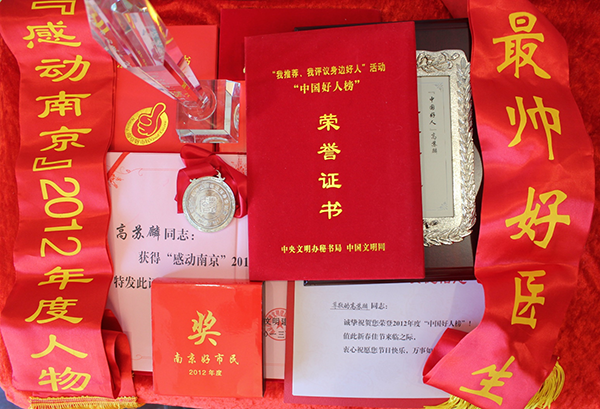 『感动南京』2012年度人物
最帅好医生
"我推荐、我评议身边好人"活动
"中国好人榜"
荣誉证书
中央文明办秘书局 中国文明网
「中国好人」高苏麟
高苏麟同志：
获得"感动南京"201
特发此证
奖
南京好市民
2012 年度
尊敬的高苏麟同志：
诚挚祝贺您荣登2012年度"中国好人榜"！
值此新春佳节来临之际，
衷心祝愿您节日快乐，万事如